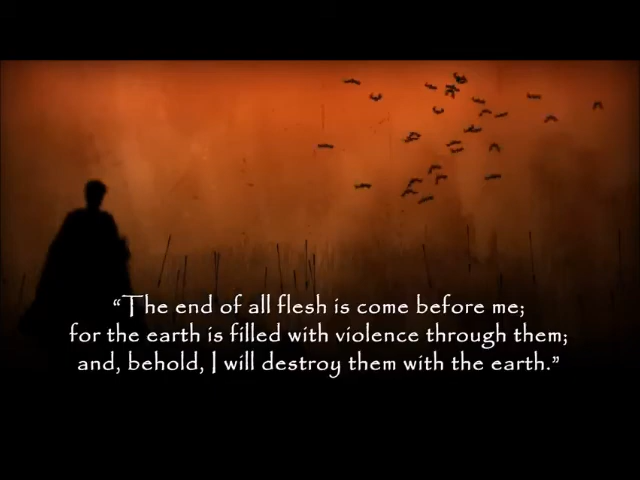 “The end of all flesh is come before me;
for the earth is filled with violence through them;
and, behold, I will destroy them with the earth.”